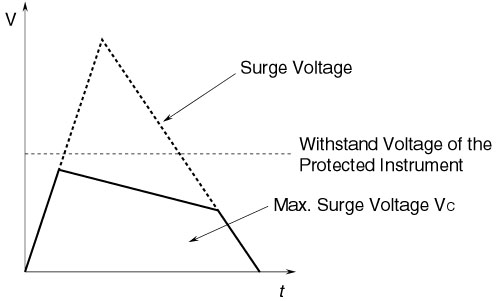 V
Surge Voltage
Withstand Voltage of the
Protected Instrument
Max. Surge Voltage Vc
t